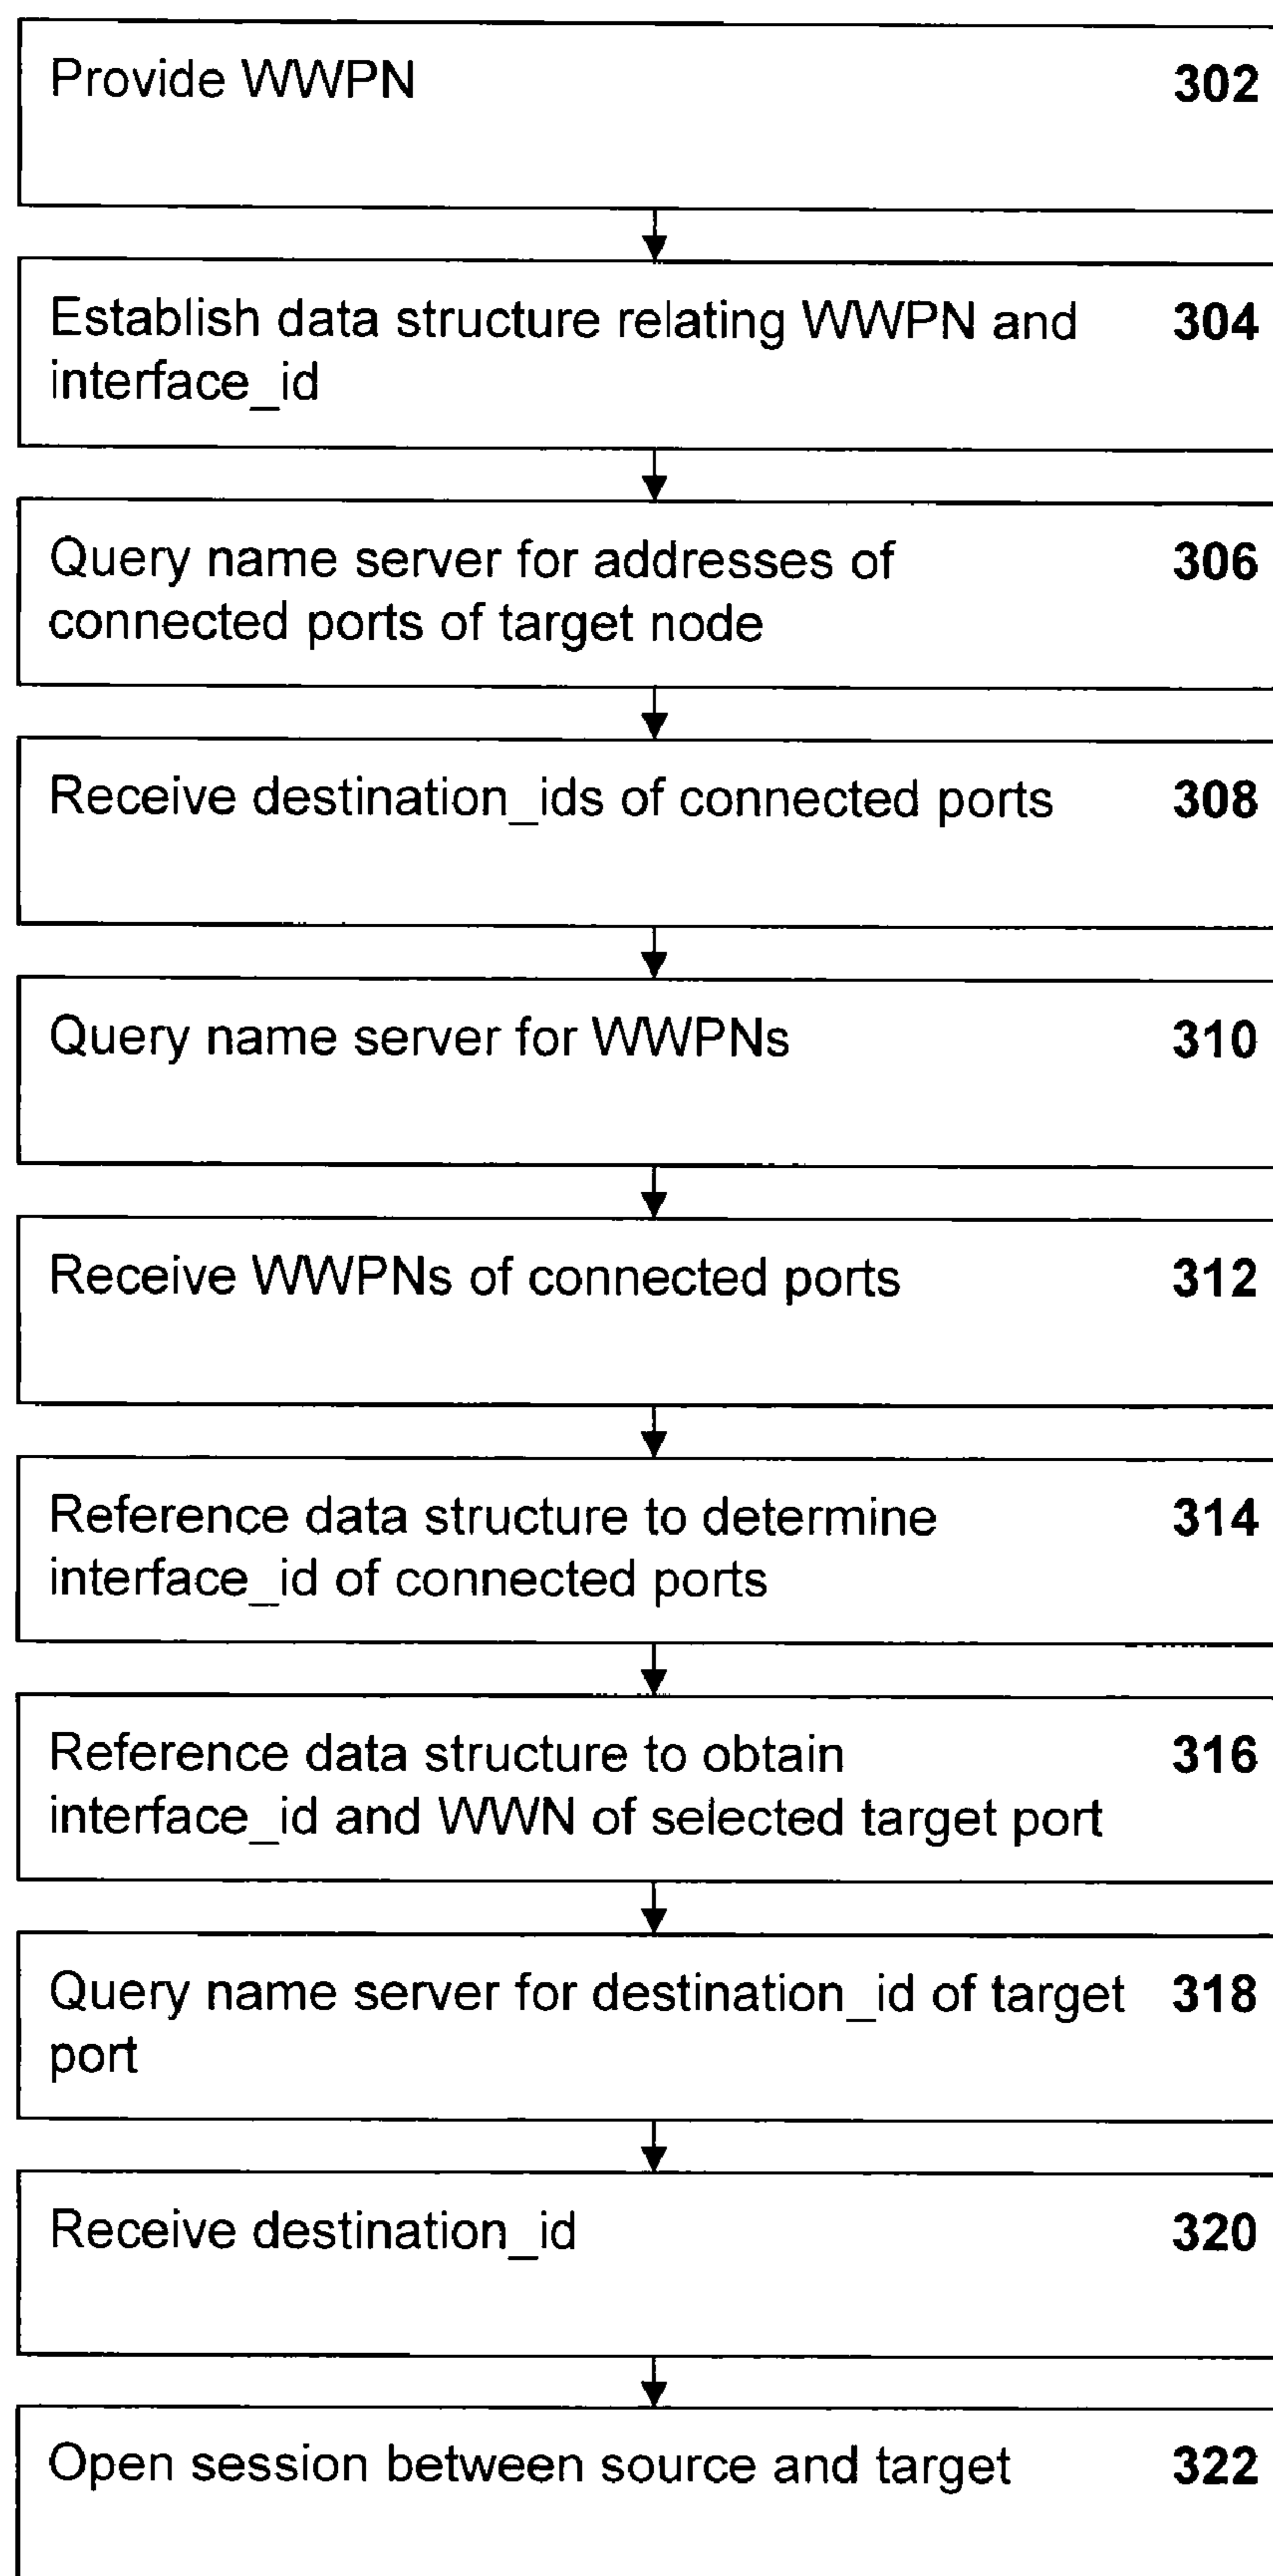 Provide WWPN 302
Establish data structure relating WWPN and 304
interface_id
Query name server for addresses of 306
connected ports of target node
Receive destination_ids of connected ports 308
Query name server for WWPNs 310
Receive WWPNs of connected ports 312
Reference data structure to determine 314
interface_id of connected ports
Reference data structure to obtain 316
interface_id and WWN of selected target port
Query name server for destination_id of target 318
port
Receive destination_id 320
Open session between source and target 322